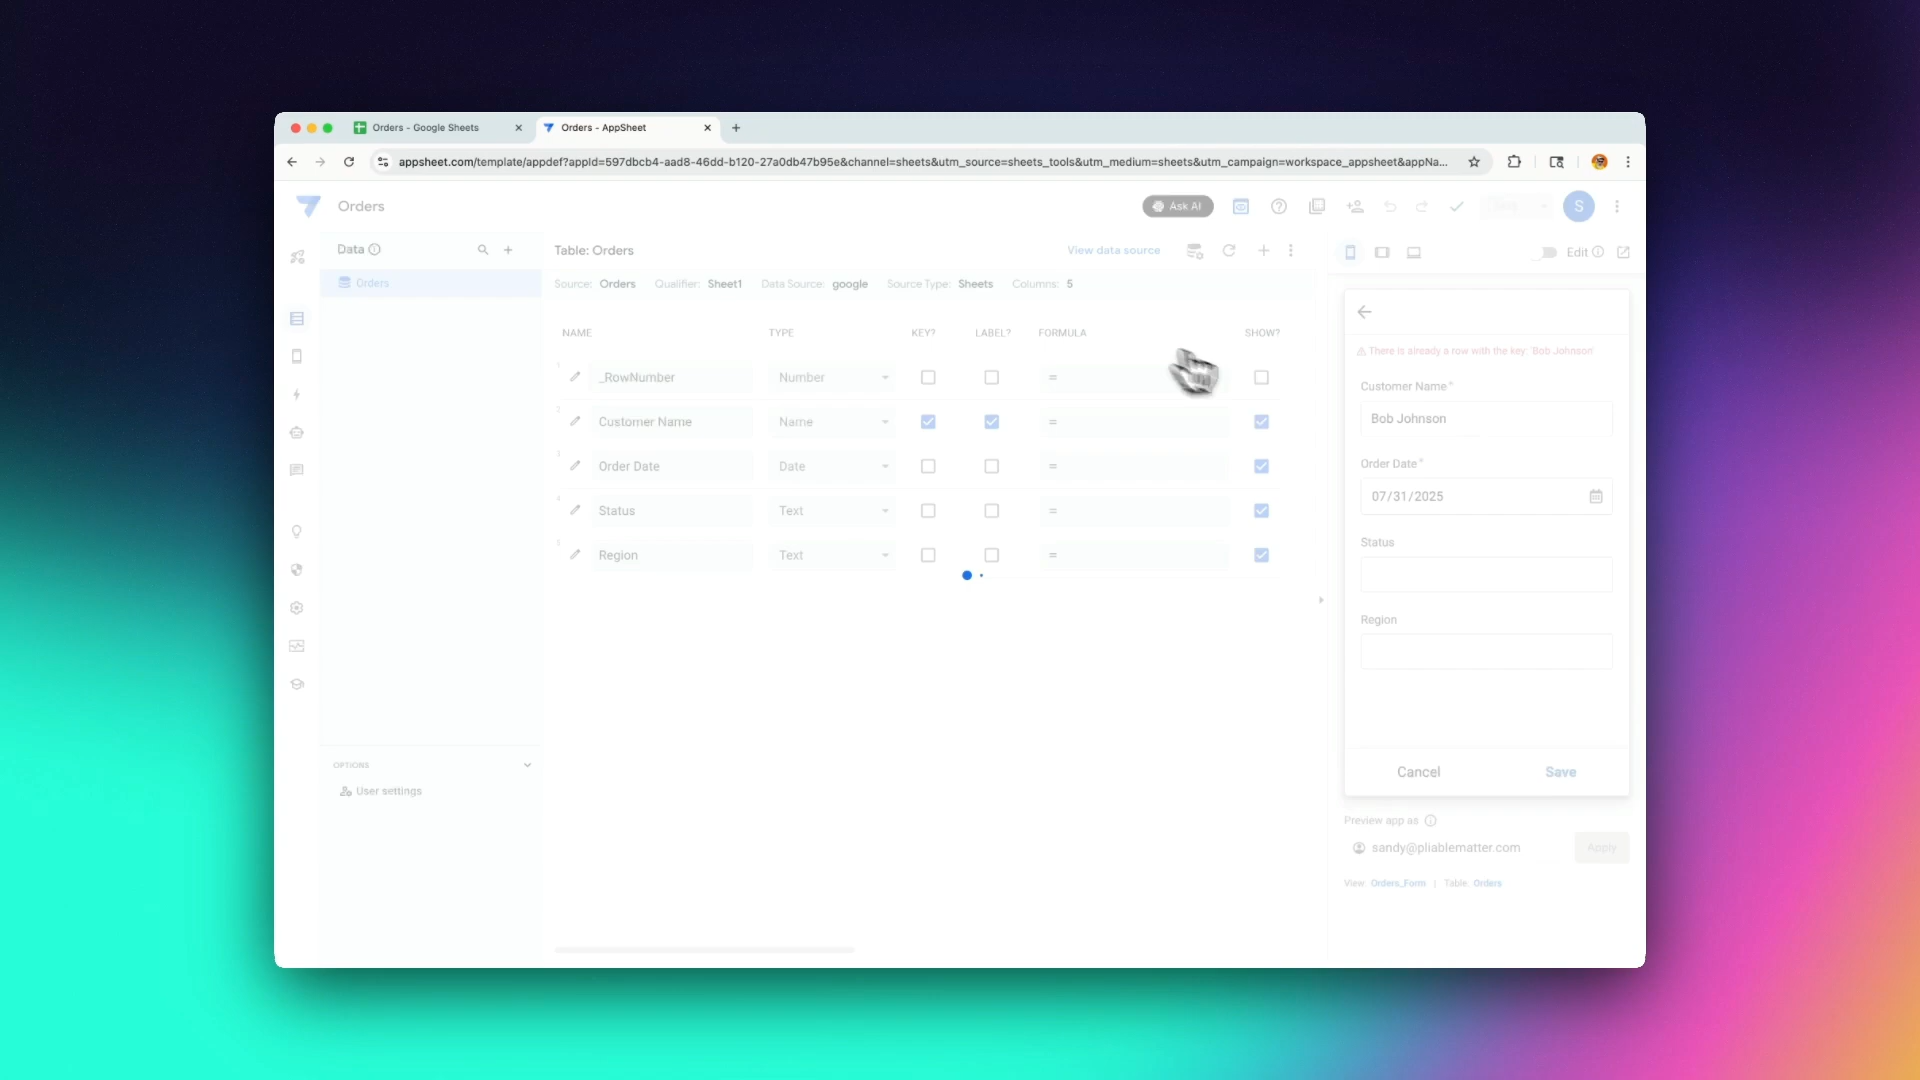 Orders - Google Sheets
Orders - AppSheet
appsheet.com/template/appdef?appId=597dbcb4-aad8-46dd-b120-27a0db47b95e&channel=sheets&utm_source=sheets_tools&utm_medium=sheets&utm_campaign=workspace_appsheet&appNa...
Orders
Ask AI
S
Data
Orders
Table: Orders
View data source
Edit
Source: Orders Qualifier: Sheet1 Data Source: google Source Type: Sheets Columns: 5
NAME TYPE KEY? LABEL? FORMULA SHOW?
1 _RowNumber Number =
2 Customer Name Name =
3 Order Date Date =
4 Status Text =
5 Region Text =
There is already a row with the key: 'Bob Johnson'
Customer Name*
Bob Johnson
Order Date*
07/31/2025
Status
Region
Cancel Save
OPTIONS
User settings
Preview app as
sandy@pliablematter.com Apply
View: Orders_Form | Table: Orders